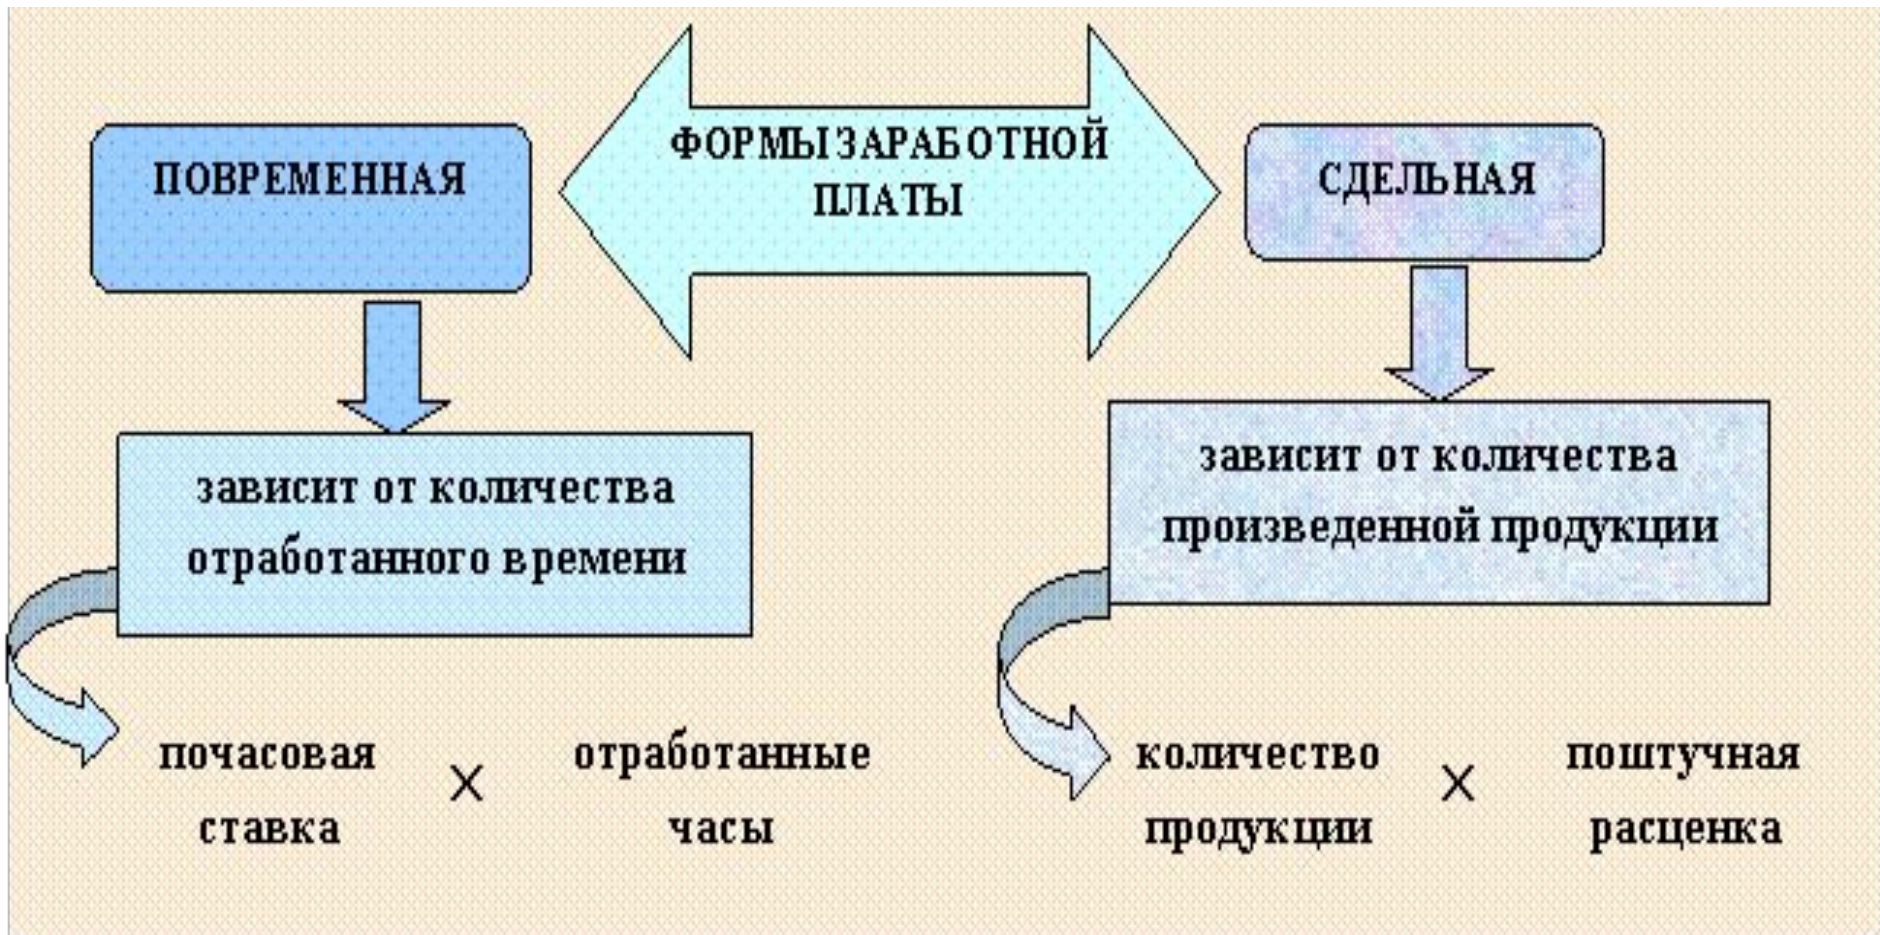 ФОРМЫ ЗАРАБОТНОЙ
ПЛАТЫ
ПОВРЕМЕННАЯ
зависит от количества
отработанного времени
почасовая
ставка
X
отработанные
часы
СДЕЛЬНАЯ
зависит от количества
произведенной продукции
количество
продукции
X
поштучная
расценка